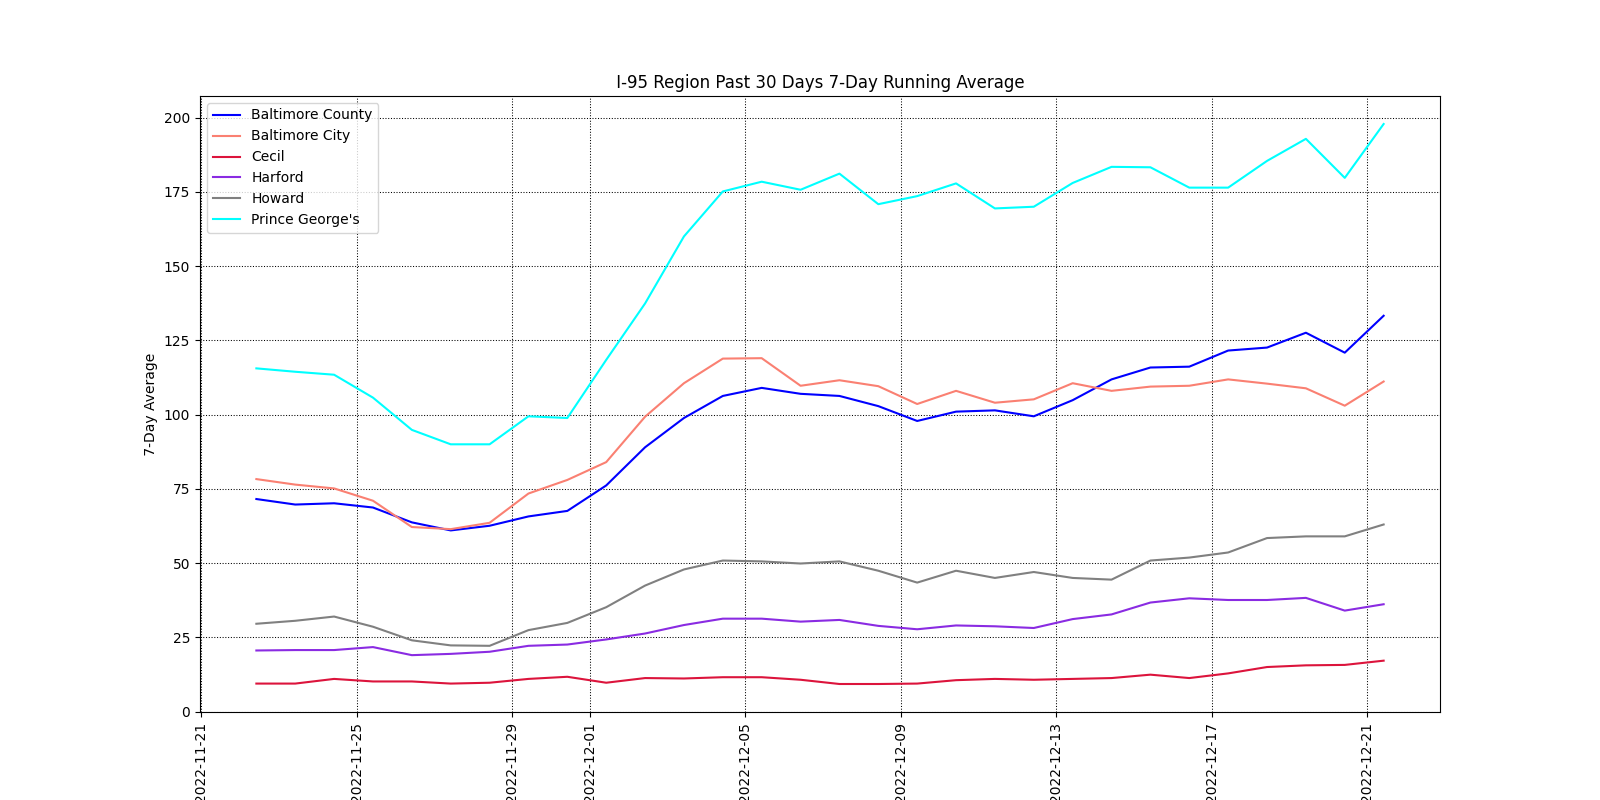 I-95 Region Past 30 Days 7-Day Running Average
Baltimore County
Baltimore City
Cecil
Harford
Howard
Prince George's
200
175
150
125
100
75
50
25
0
7-Day Average
2022-11-21
2022-11-25
2022-11-29
2022-12-01
2022-12-05
2022-12-09
2022-12-13
2022-12-17
2022-12-21